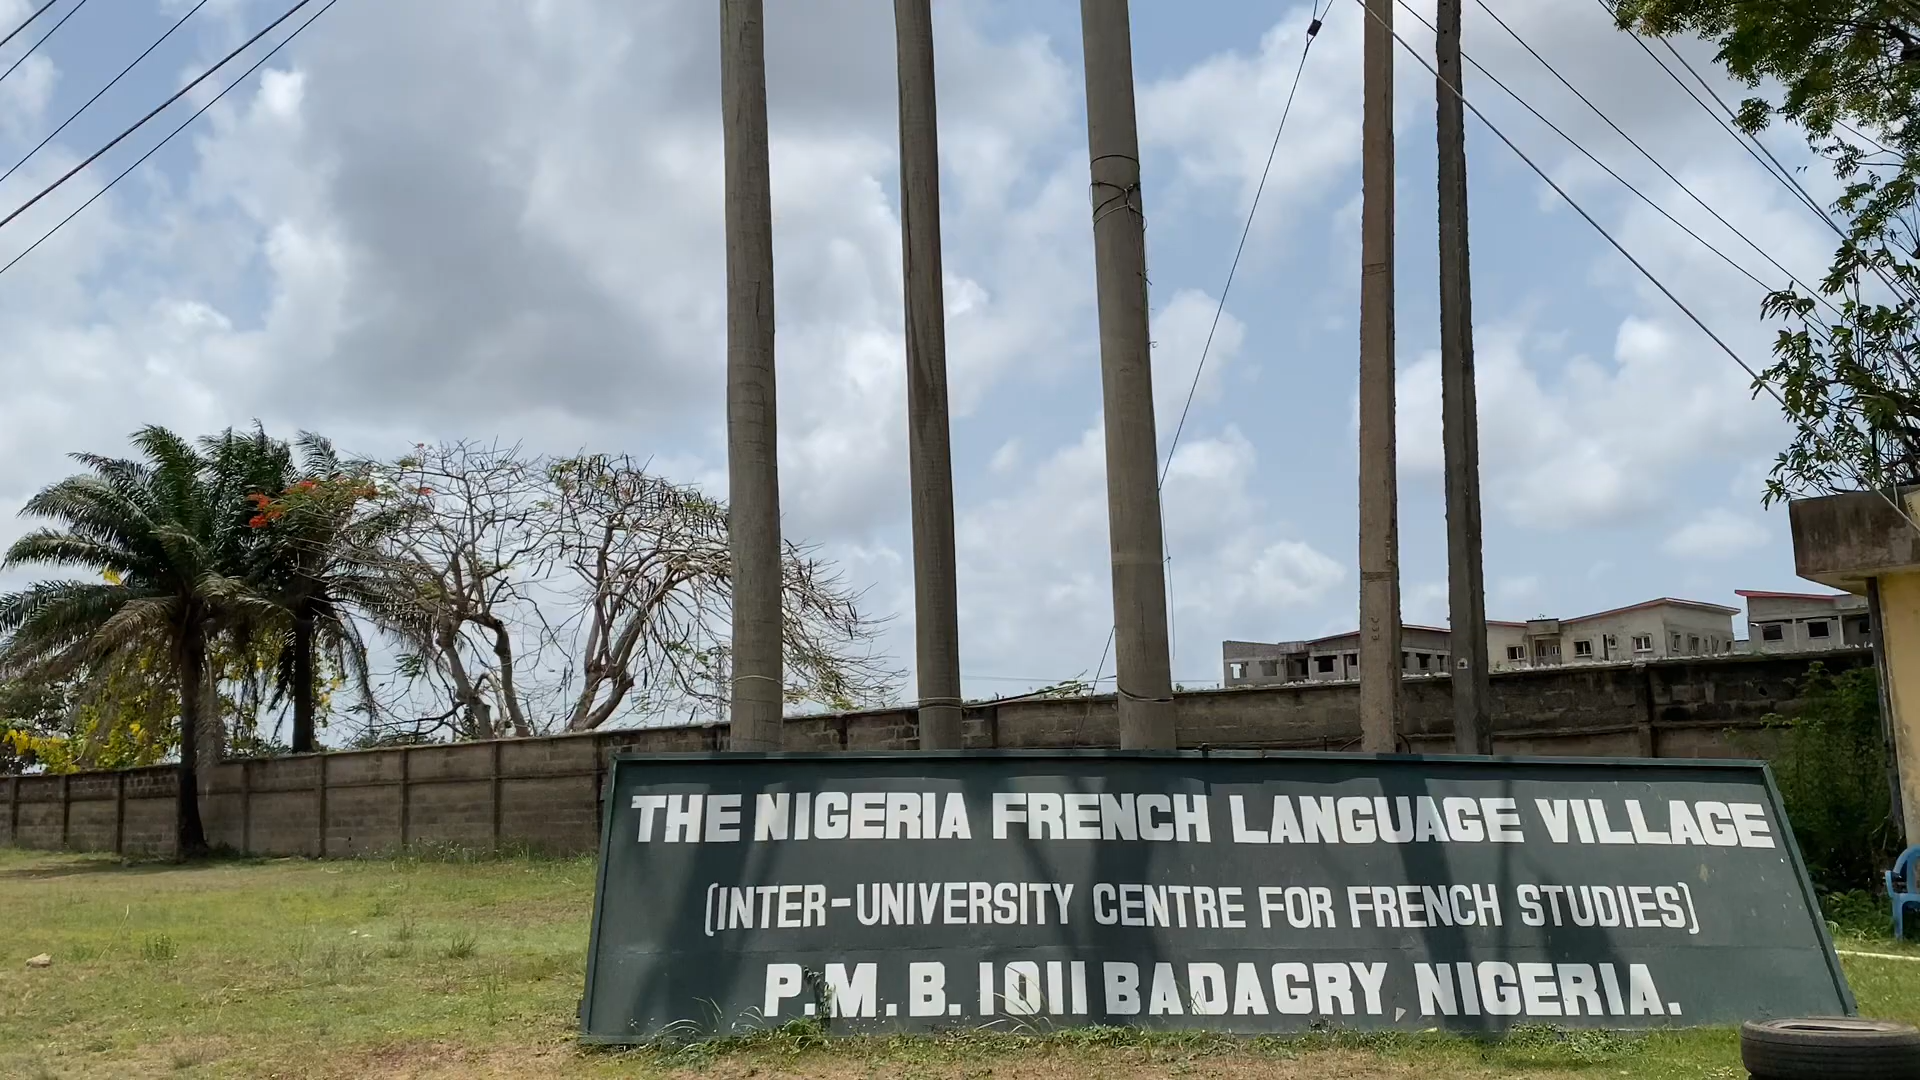 THE NIGERIA FRENCH LANGUAGE VILLAGE
(INTER-UNIVERSITY CENTRE FOR FRENCH STUDIES)
P.M.B. 1011 BADAGRY, NIGERIA.